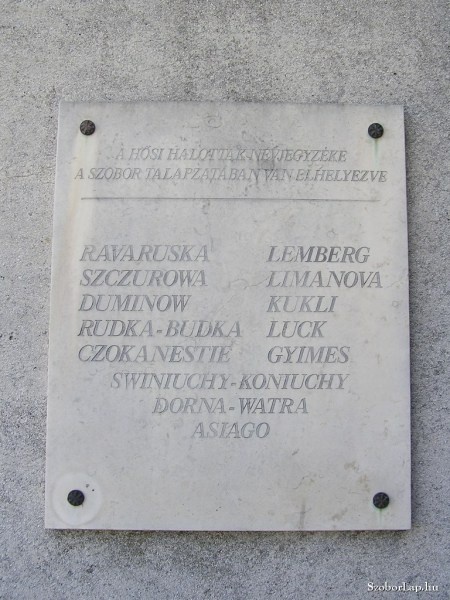 A HŐSI HALOTTAK NÉVJEGYZÉKE
A SZOBOR TALAPZATÁBAN VAN ELHELYEZVE
RAVARUSKA LEMBERG
SZCZUROWA LIMANOVA
DUMINOW KUKLI
RUDKA-BUDKA LUCK
CZOKANESTIE GYIMES
SWINIUCHY-KONIUCHY
DORNA-WATRA
ASIAGO
SzoborLap.hu